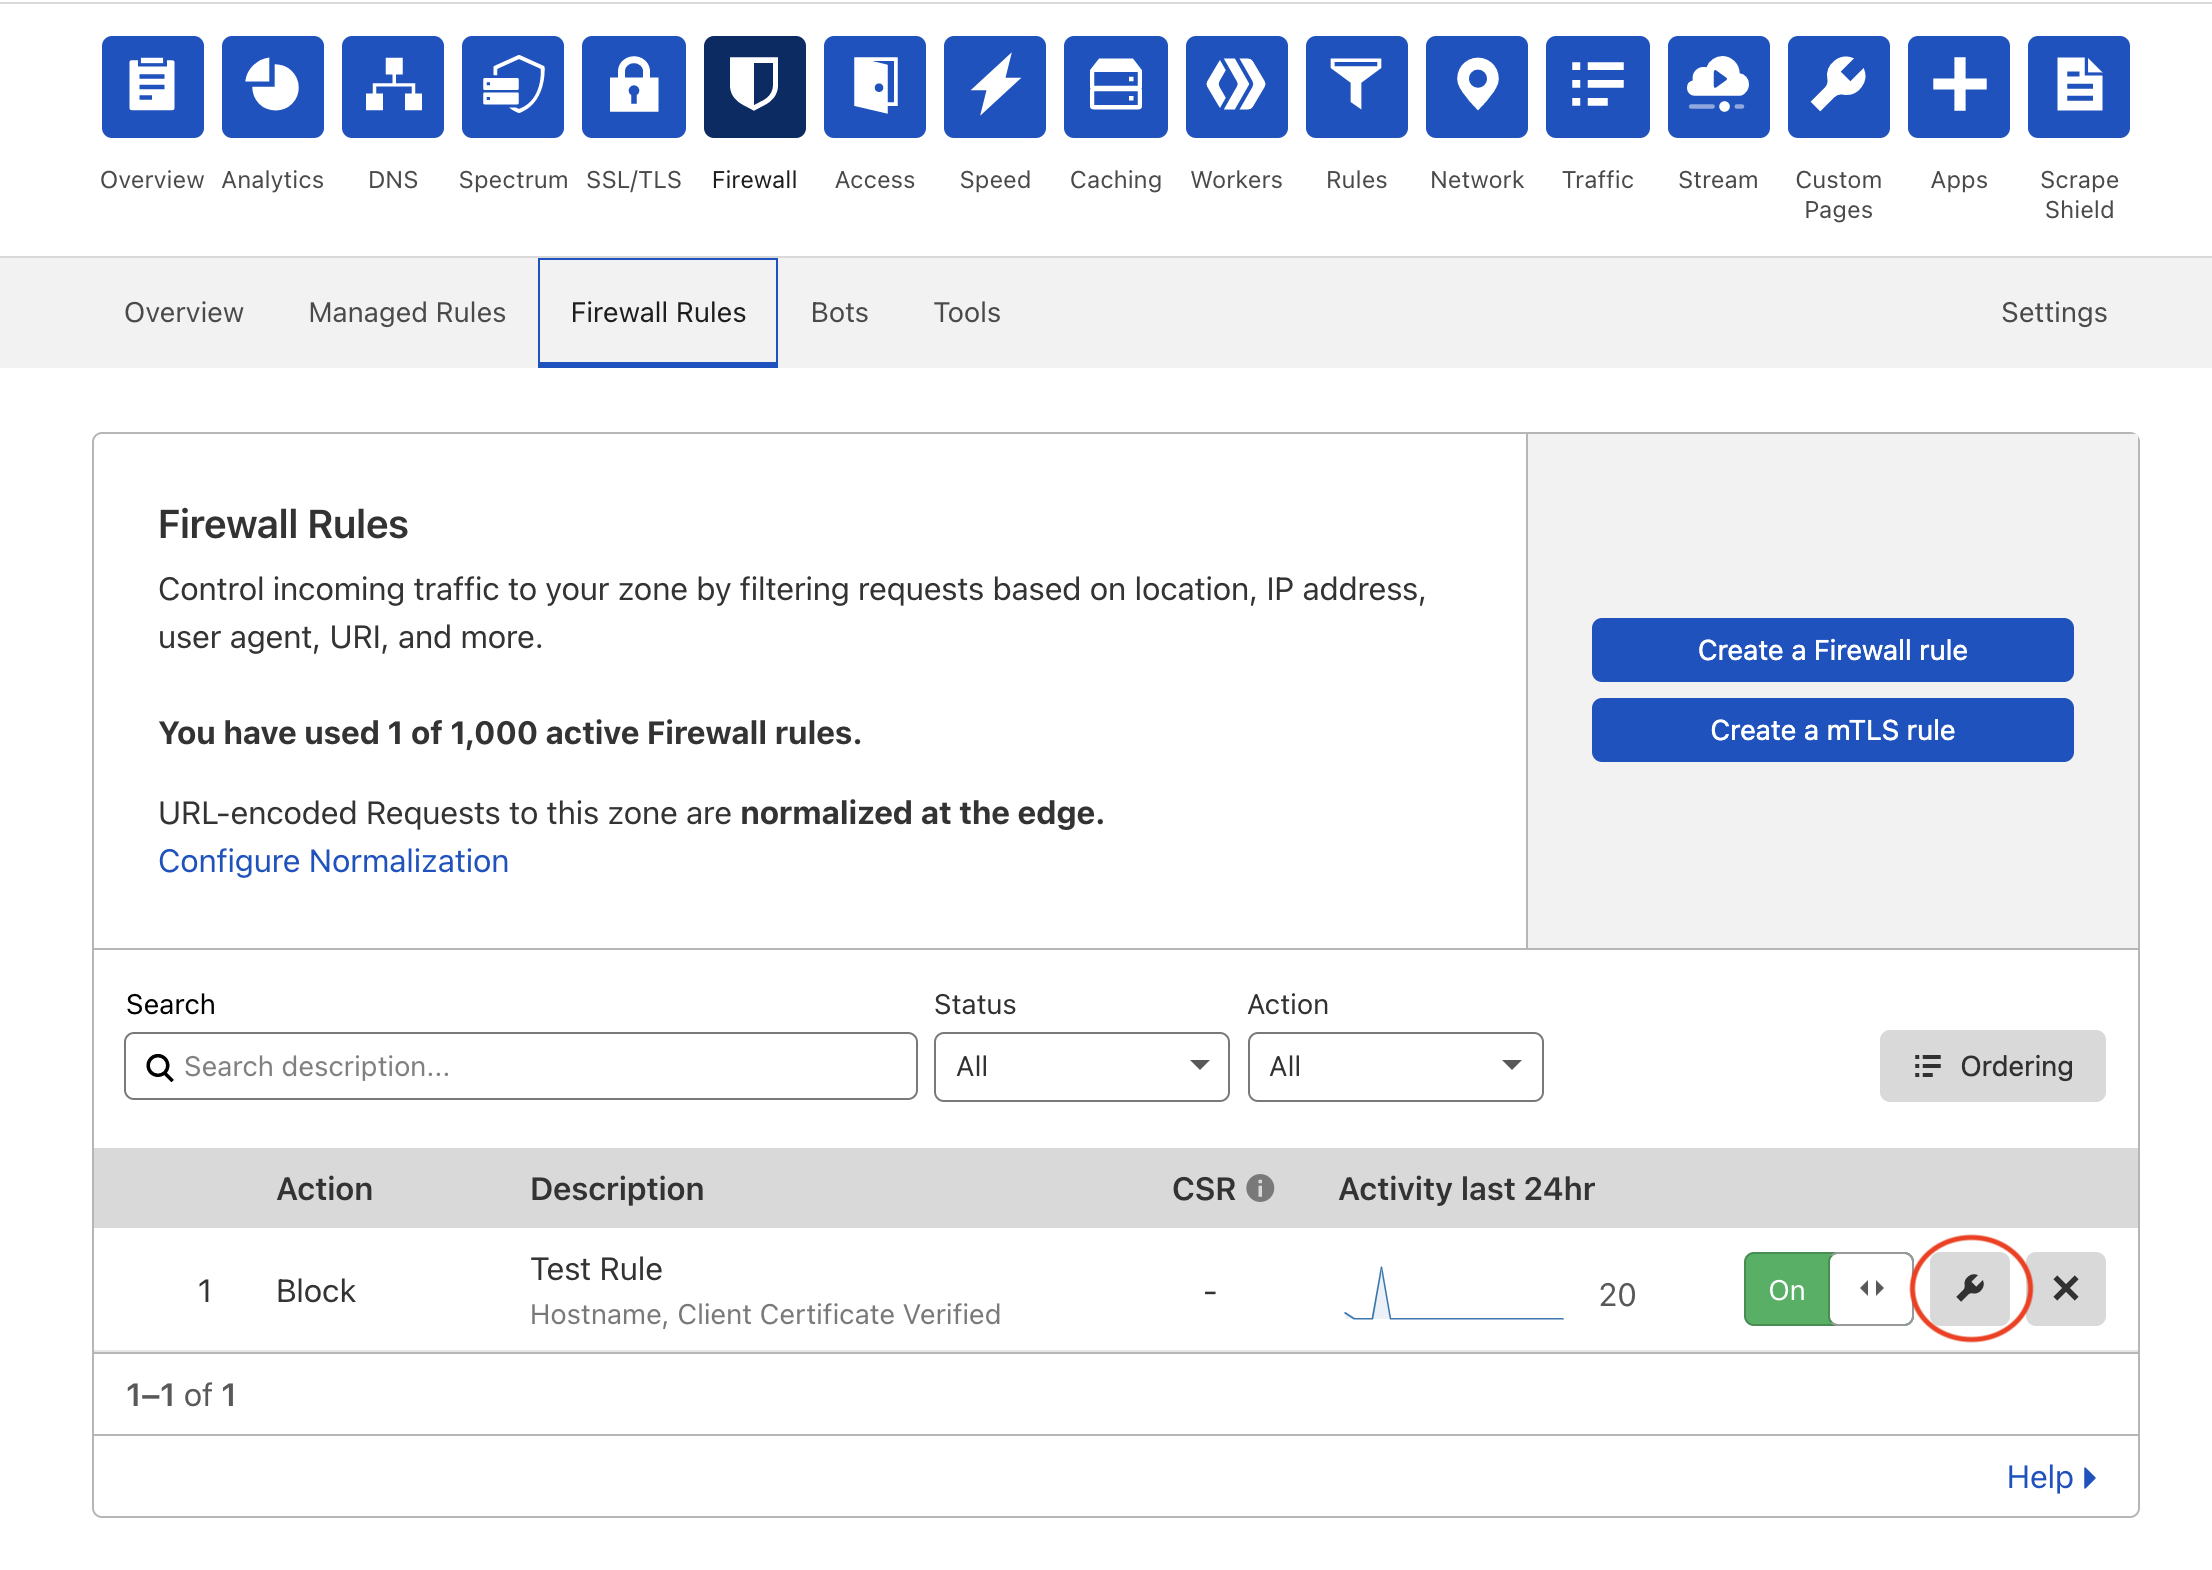 Overview Analytics DNS Spectrum SSL/TLS Firewall Access Speed Caching Workers Rules Network Traffic Stream Custom Pages Apps Scrape Shield
Overview Managed Rules Firewall Rules Bots Tools Settings
Firewall Rules
Control incoming traffic to your zone by filtering requests based on location, IP address,
user agent, URI, and more.
You have used 1 of 1,000 active Firewall rules.
URL-encoded Requests to this zone are normalized at the edge.
Configure Normalization
Create a Firewall rule
Create a mTLS rule
Search Status Action
Search description... All All Ordering
Action Description CSR Activity last 24hr
1 Block Test Rule - 20 On
Hostname, Client Certificate Verified
1–1 of 1
Help